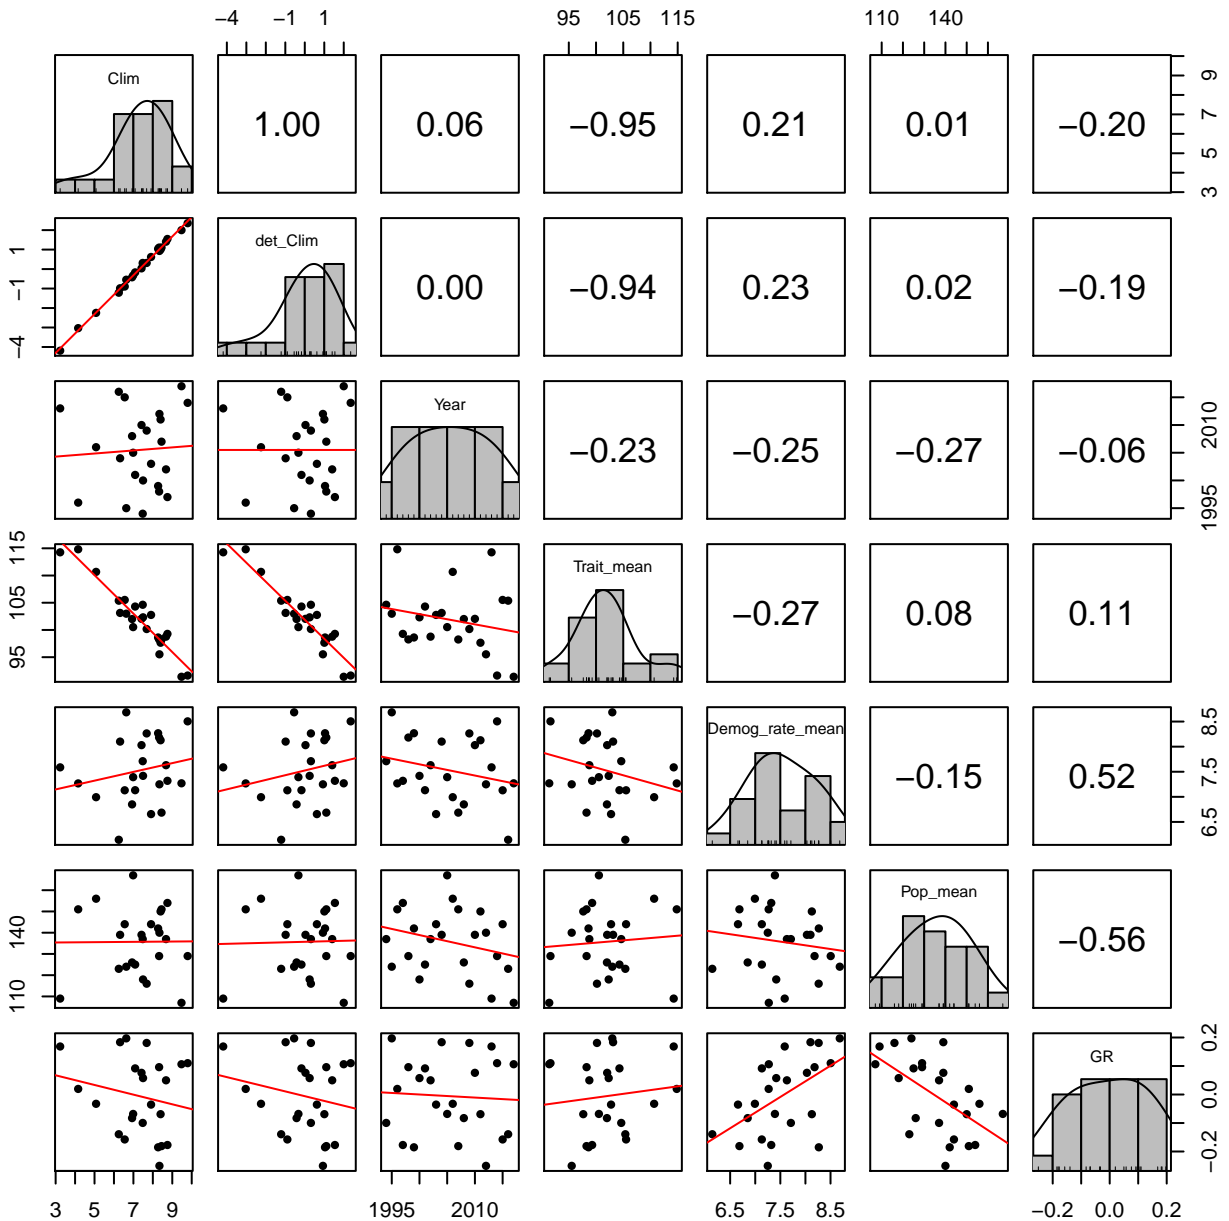 −4 −1 1 95 105 115 110 140
Clim 1.00 0.06 −0.95 0.21 0.01 −0.20 3 5 7 9
−4 −1 1 det_Clim 0.00 −0.94 0.23 0.02 −0.19
Year −0.23 −0.25 −0.27 −0.06 1995 2010
95 105 115 Trait_mean −0.27 0.08 0.11
Demog_rate_mean −0.15 0.52 6.5 7.5 8.5
110 140 Pop_mean −0.56
GR −0.2 0.0 0.2
3 5 7 9 1995 2010 6.5 7.5 8.5 −0.2 0.0 0.2